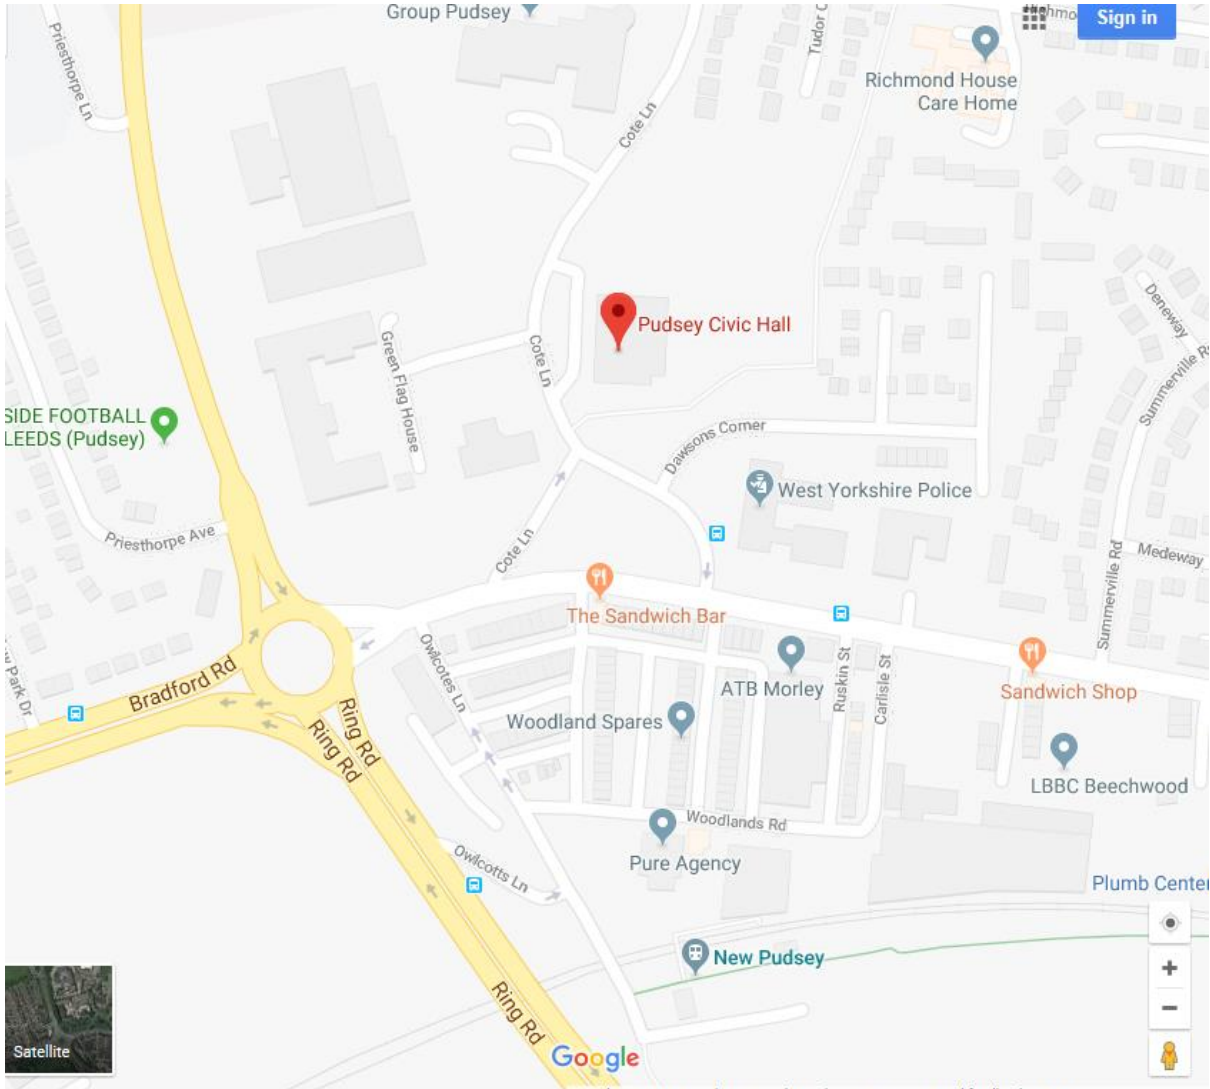 Group Pudsey
Sign in
Priesthorpe Ln
Tudor C
Richmond House
Care Home
Cote Ln
Deneway
Pudsey Civic Hall
Cote Ln
Green Flag House
Summerville R
SIDE FOOTBALL
LEEDS (Pudsey)
Dawsons Corner
West Yorkshire Police
Priesthorpe Ave
Cote Ln
Medeway
Summerville Rd
The Sandwich Bar
Owlcotes Ln
Park Dr
Bradford Rd
Ruskin St
Carlisle St
ATB Morley
Sandwich Shop
Ring Rd
Ring Rd
Woodland Spares
LBBC Beechwood
Woodlands Rd
Pure Agency
Owlcotts Ln
Plumb Center
New Pudsey
Ring Rd
Satellite
Google